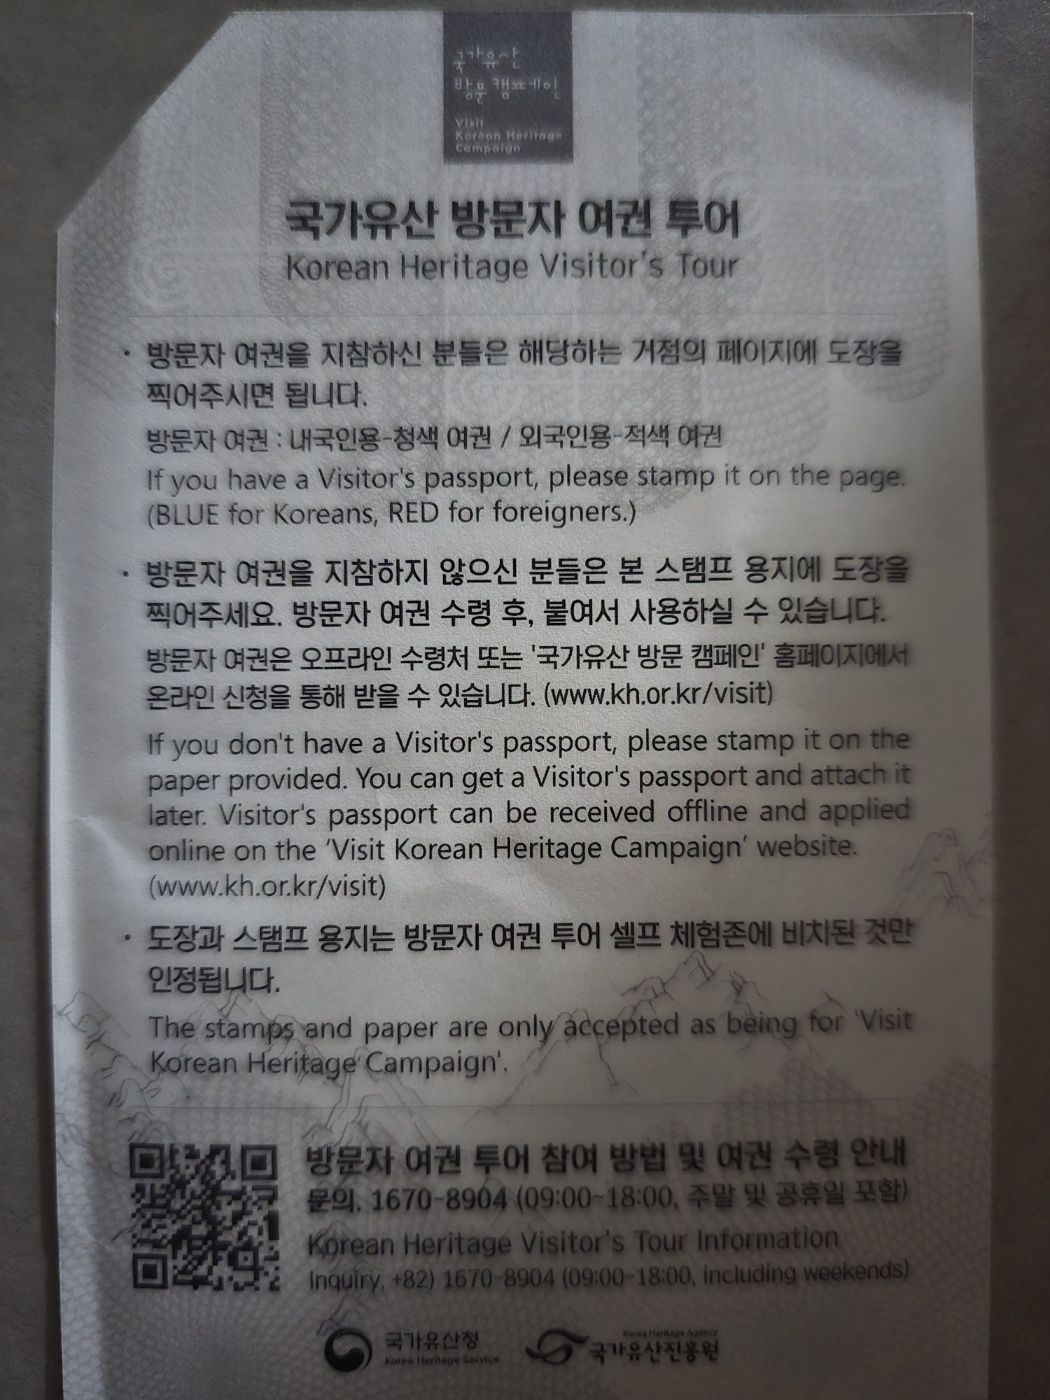 국가유산
방문 캠페인
Visit
Korean Heritage
Campaign
국가유산 방문자 여권 투어
Korean Heritage Visitor's Tour
· 방문자 여권을 지참하신 분들은 해당하는 거점의 페이지에 도장을
찍어주시면 됩니다.
방문자 여권 : 내국인용-청색 여권 / 외국인용-적색 여권
If you have a Visitor's passport, please stamp it on the page.
(BLUE for Koreans, RED for foreigners.)
· 방문자 여권을 지참하지 않으신 분들은 본 스탬프 용지에 도장을
찍어주세요. 방문자 여권 수령 후, 붙여서 사용하실 수 있습니다.
방문자 여권은 오프라인 수령처 또는 '국가유산 방문 캠페인' 홈페이지에서
온라인 신청을 통해 받을 수 있습니다. (www.kh.or.kr/visit)
If you don't have a Visitor's passport, please stamp it on the
paper provided. You can get a Visitor's passport and attach it
later. Visitor's passport can be received offline and applied
online on the 'Visit Korean Heritage Campaign' website.
(www.kh.or.kr/visit)
· 도장과 스탬프 용지는 방문자 여권 투어 셀프 체험존에 비치된 것만
인정됩니다.
The stamps and paper are only accepted as being for 'Visit
Korean Heritage Campaign'.
방문자 여권 투어 참여 방법 및 여권 수령 안내
문의. 1670-8904 (09:00~18:00, 주말 및 공휴일 포함)
Korean Heritage Visitor's Tour Information
Inquiry, +82) 1670-8904 (09:00~18:00, including weekends)
국가유산청
Korea Heritage Service
Korea Heritage Agency
국가유산진흥원